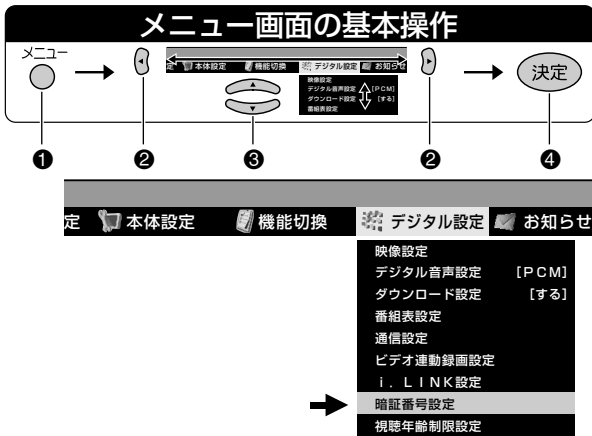 メニュー画面の基本操作
メニュー
定 本体設定 機能切換 デジタル設定 お知らせ
映像設定
デジタル音声設定 [PCM]
ダウンロード設定 [する]
番組表設定
決定
❶ ❷ ❸ ❷ ❹
定 本体設定 機能切換 デジタル設定 お知らせ
映像設定
デジタル音声設定 [PCM]
ダウンロード設定 [する]
番組表設定
通信設定
ビデオ連動録画設定
i.LINK設定
暗証番号設定
視聴年齢制限設定